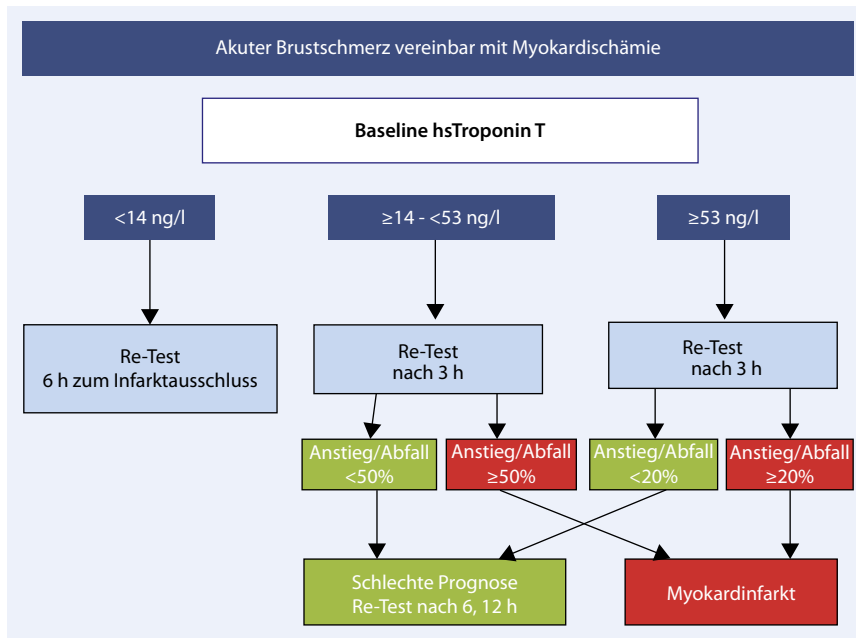 Akuter Brustschmerz vereinbar mit Myokardischämie
Baseline hsTroponin T
<14 ng/l
≥14 - <53 ng/l
≥53 ng/l
Re-Test
6 h zum Infarktausschluss
Re-Test
nach 3 h
Re-Test
nach 3 h
Anstieg/Abfall
<50%
Anstieg/Abfall
≥50%
Anstieg/Abfall
<20%
Anstieg/Abfall
≥20%
Schlechte Prognose
Re-Test nach 6, 12 h
Myokardinfarkt